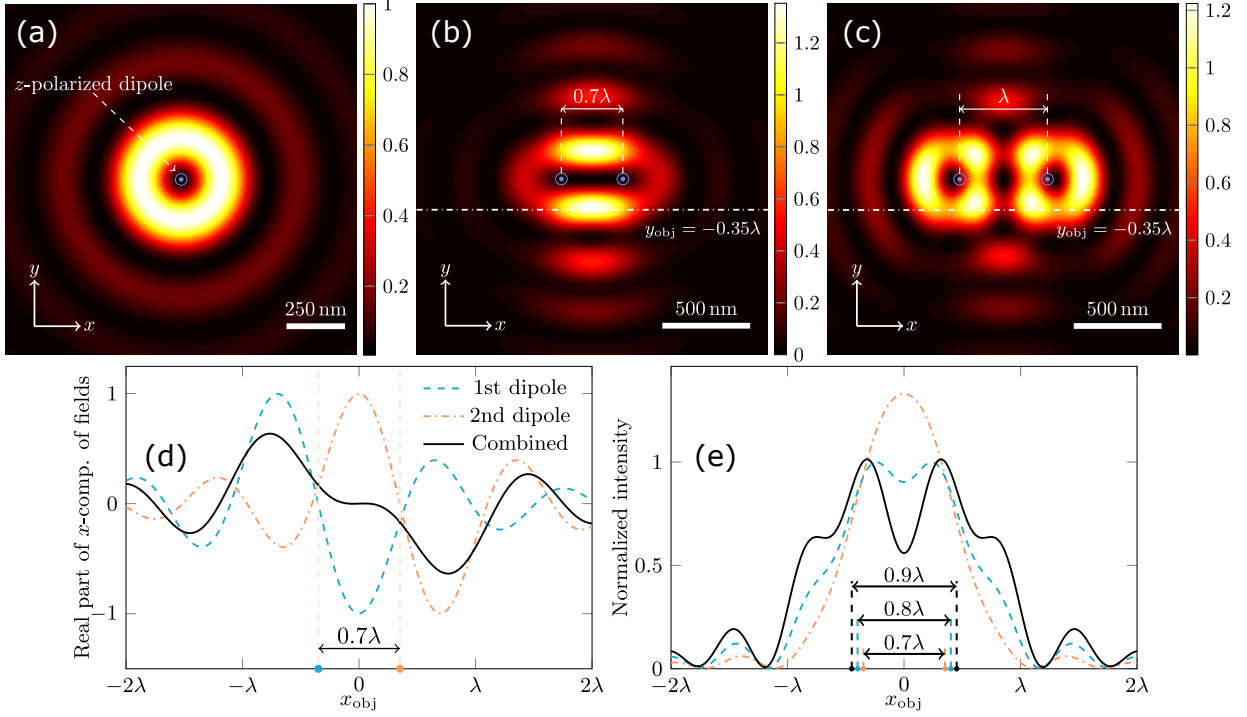 (a)
z-polarized dipole
y
x
250 nm
1
0.8
0.6
0.4
0.2
(b)
0.7λ
y_obj = −0.35λ
y
x
500 nm
1.2
1
0.8
0.6
0.4
0.2
0
(c)
λ
y_obj = −0.35λ
y
x
500 nm
1.2
1
0.8
0.6
0.4
0.2
(d)
Real part of x-comp. of fields
1
0
−1
1st dipole
2nd dipole
Combined
0.7λ
−2λ
−λ
0
λ
2λ
x_obj
(e)
Normalized intensity
1
0.5
0
0.9λ
0.8λ
0.7λ
−2λ
−λ
0
λ
2λ
x_obj